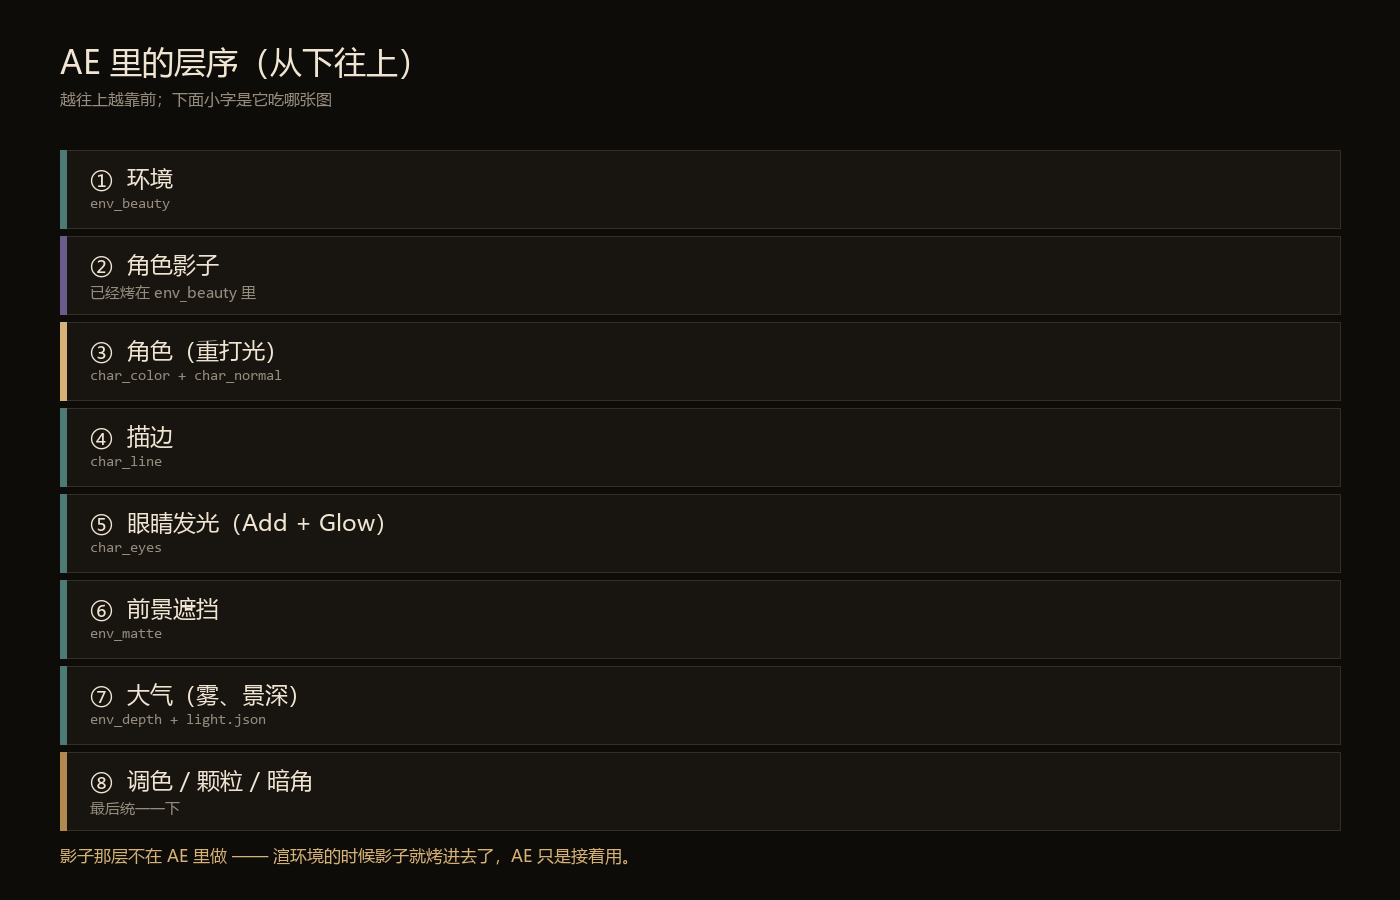 AE 里的层序（从下往上）
越往上越靠前；下面小字是它吃哪张图
① 环境
env_beauty
② 角色影子
已经烤在 env_beauty 里
③ 角色（重打光）
char_color + char_normal
④ 描边
char_line
⑤ 眼睛发光（Add + Glow）
char_eyes
⑥ 前景遮挡
env_matte
⑦ 大气（雾、景深）
env_depth + light.json
⑧ 调色 / 颗粒 / 暗角
最后统一一下
影子那层不在 AE 里做 —— 渲环境的时候影子就烤进去了，AE 只是接着用。